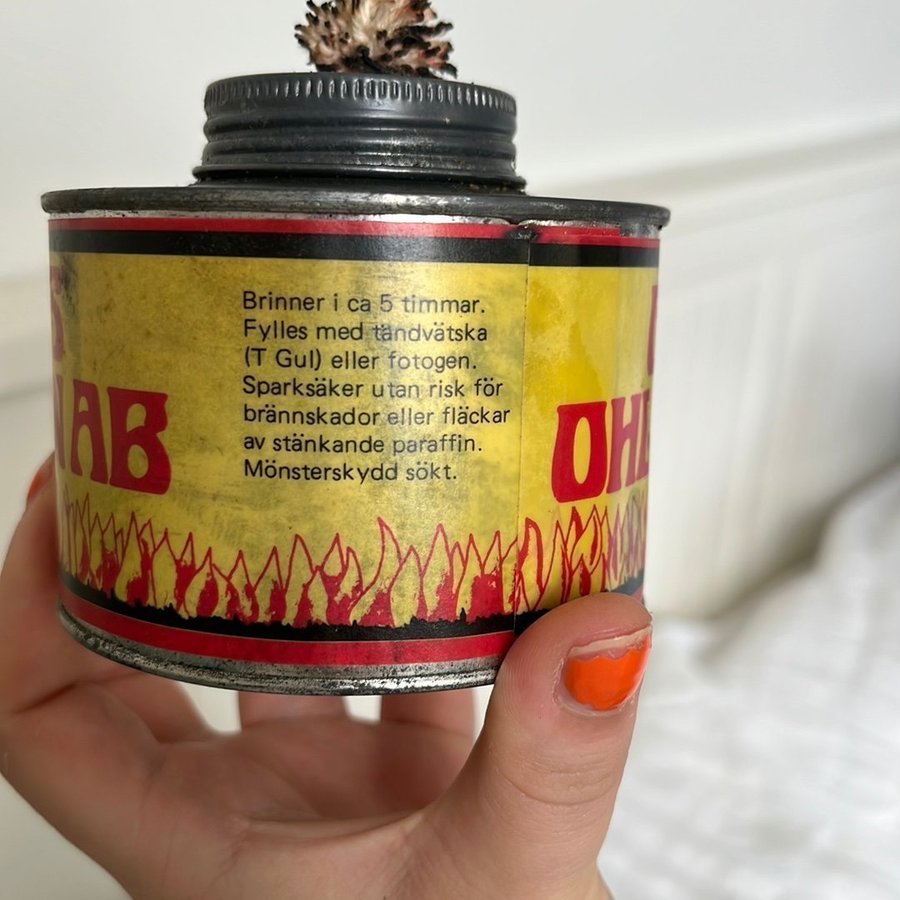 Brinner i ca 5 timmar.
Fylles med tändvätska
(T Gul) eller fotogen.
Sparksäker utan risk för
brännskador eller fläckar
av stänkande paraffin.
Mönsterskydd sökt.
AB